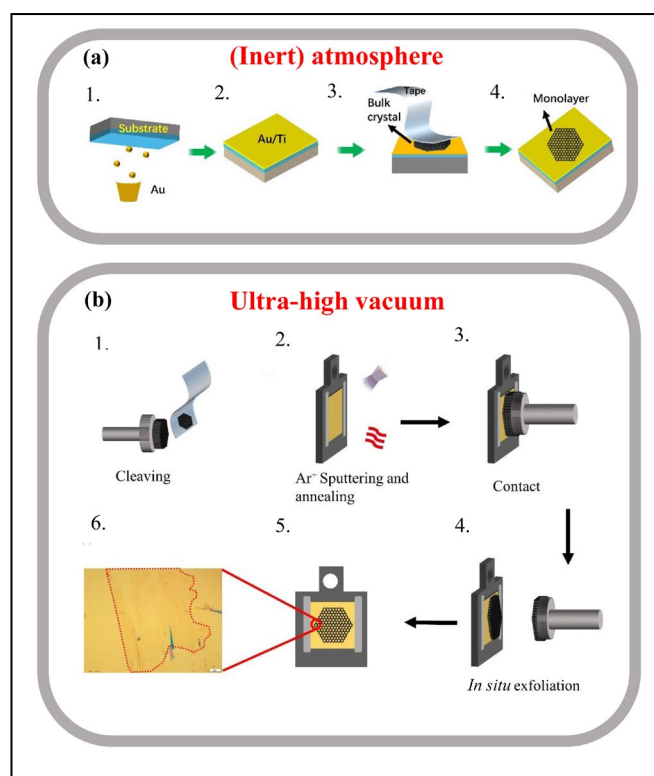 (a) (Inert) atmosphere
1. 2. 3. 4.
Substrate
Au
Au/Ti
Tape
Bulk
crystal
Monolayer
(b) Ultra-high vacuum
1. 2. 3.
Cleaving
Ar⁺ Sputtering and
annealing
Contact
6. 5. 4.
In situ exfoliation